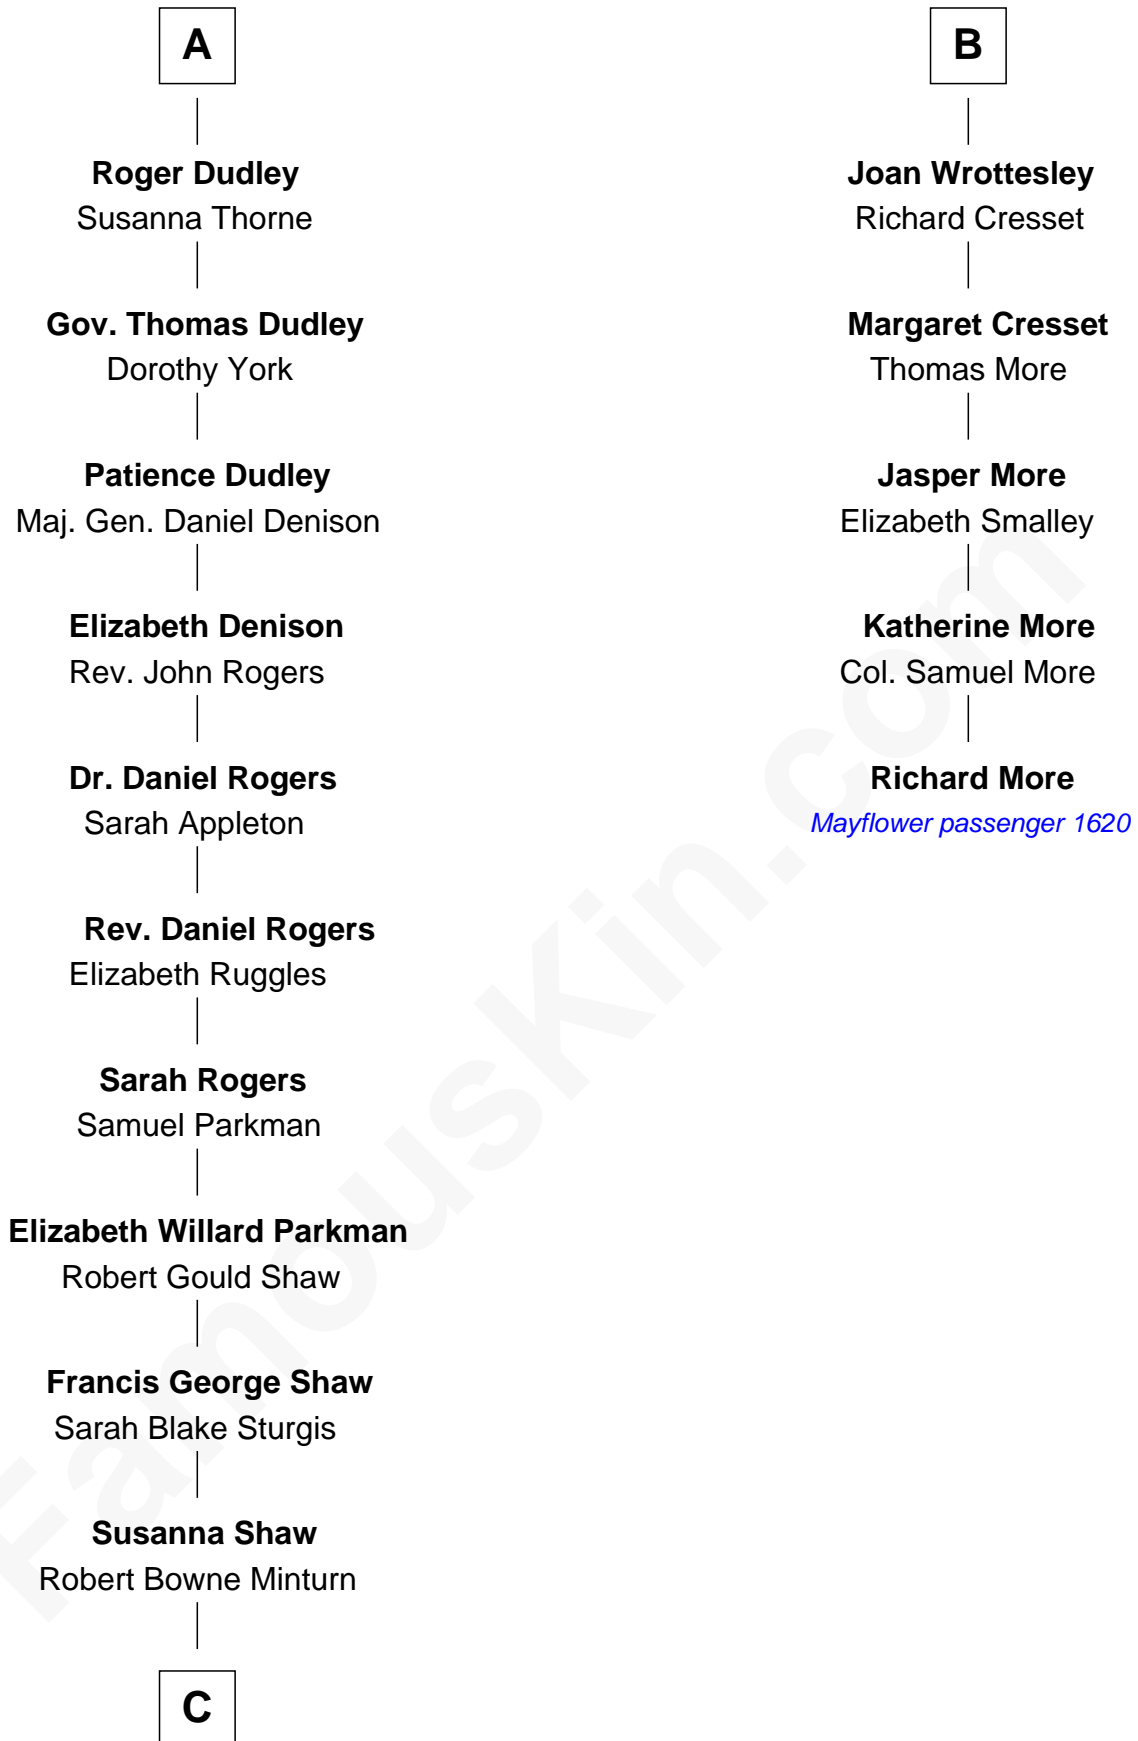 A
Roger Dudley
Susanna Thorne
Gov. Thomas Dudley
Dorothy York
Patience Dudley
Maj. Gen. Daniel Denison
Elizabeth Denison
Rev. John Rogers
Dr. Daniel Rogers
Sarah Appleton
Rev. Daniel Rogers
Elizabeth Ruggles
Sarah Rogers
Samuel Parkman
Elizabeth Willard Parkman
Robert Gould Shaw
Francis George Shaw
Sarah Blake Sturgis
Susanna Shaw
Robert Bowne Minturn
C
B
Joan Wrottesley
Richard Cresset
Margaret Cresset
Thomas More
Jasper More
Elizabeth Smalley
Katherine More
Col. Samuel More
Richard More
Mayflower passenger 1620
FamousKin.com